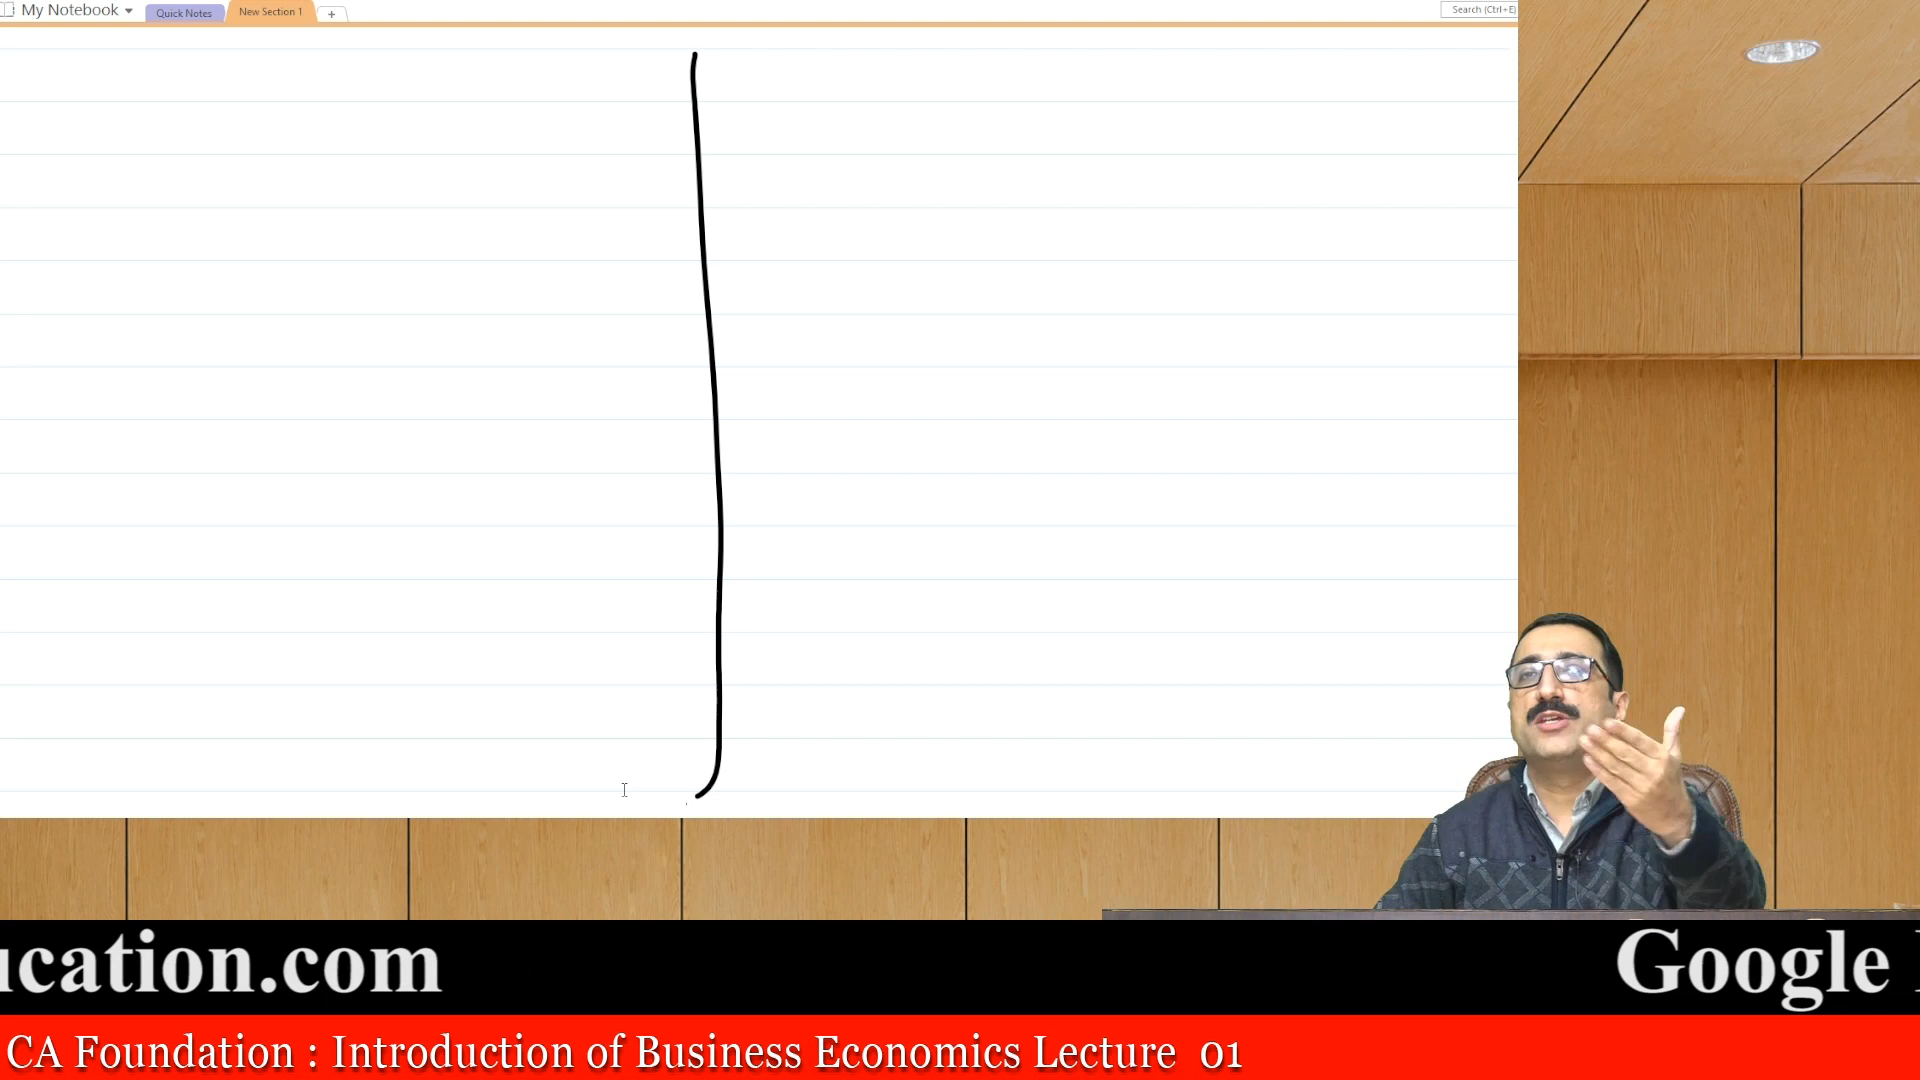 My Notebook
Quick Notes
New Section 1
+
Search (Ctrl+E)
ucation.com
Google
CA Foundation : Introduction of Business Economics Lecture 01